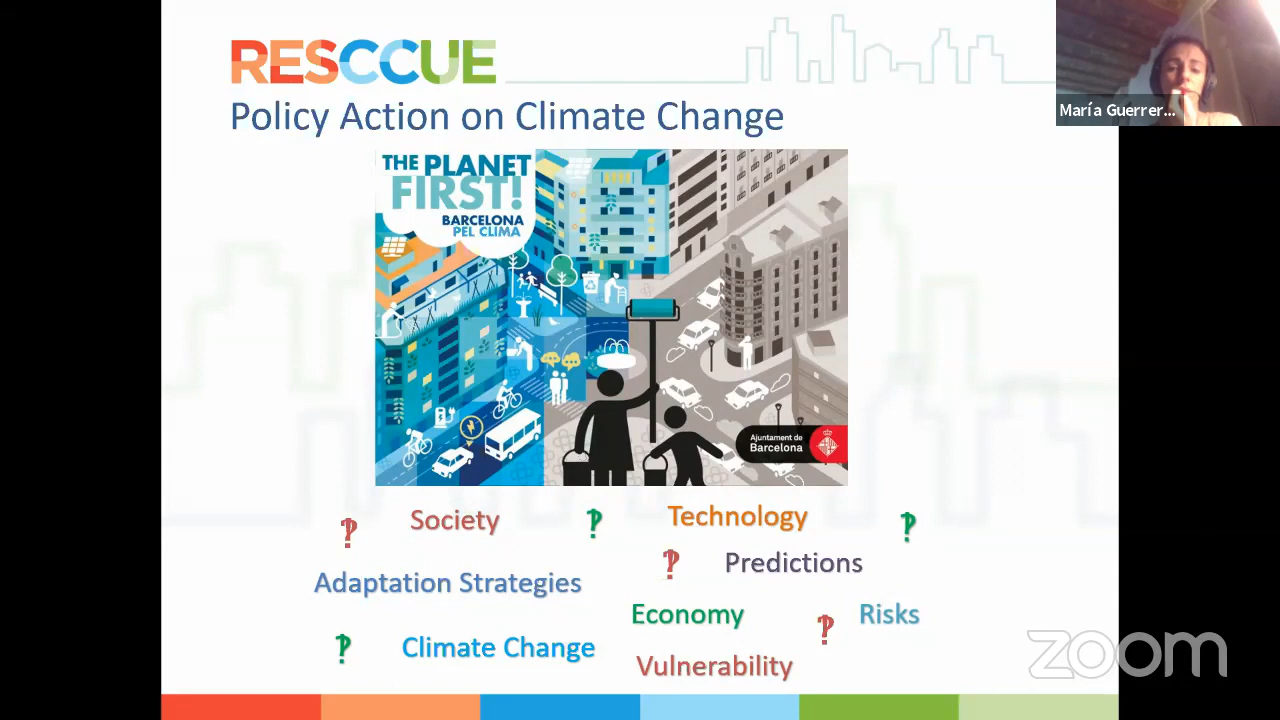 RESCCUE
Policy Action on Climate Change
María Guerrer...
THE PLANET
FIRST!
BARCELONA
PEL CLIMA
Ajuntament de
Barcelona
Society
Technology
Predictions
Adaptation Strategies
Economy
Risks
Climate Change
Vulnerability
zoom